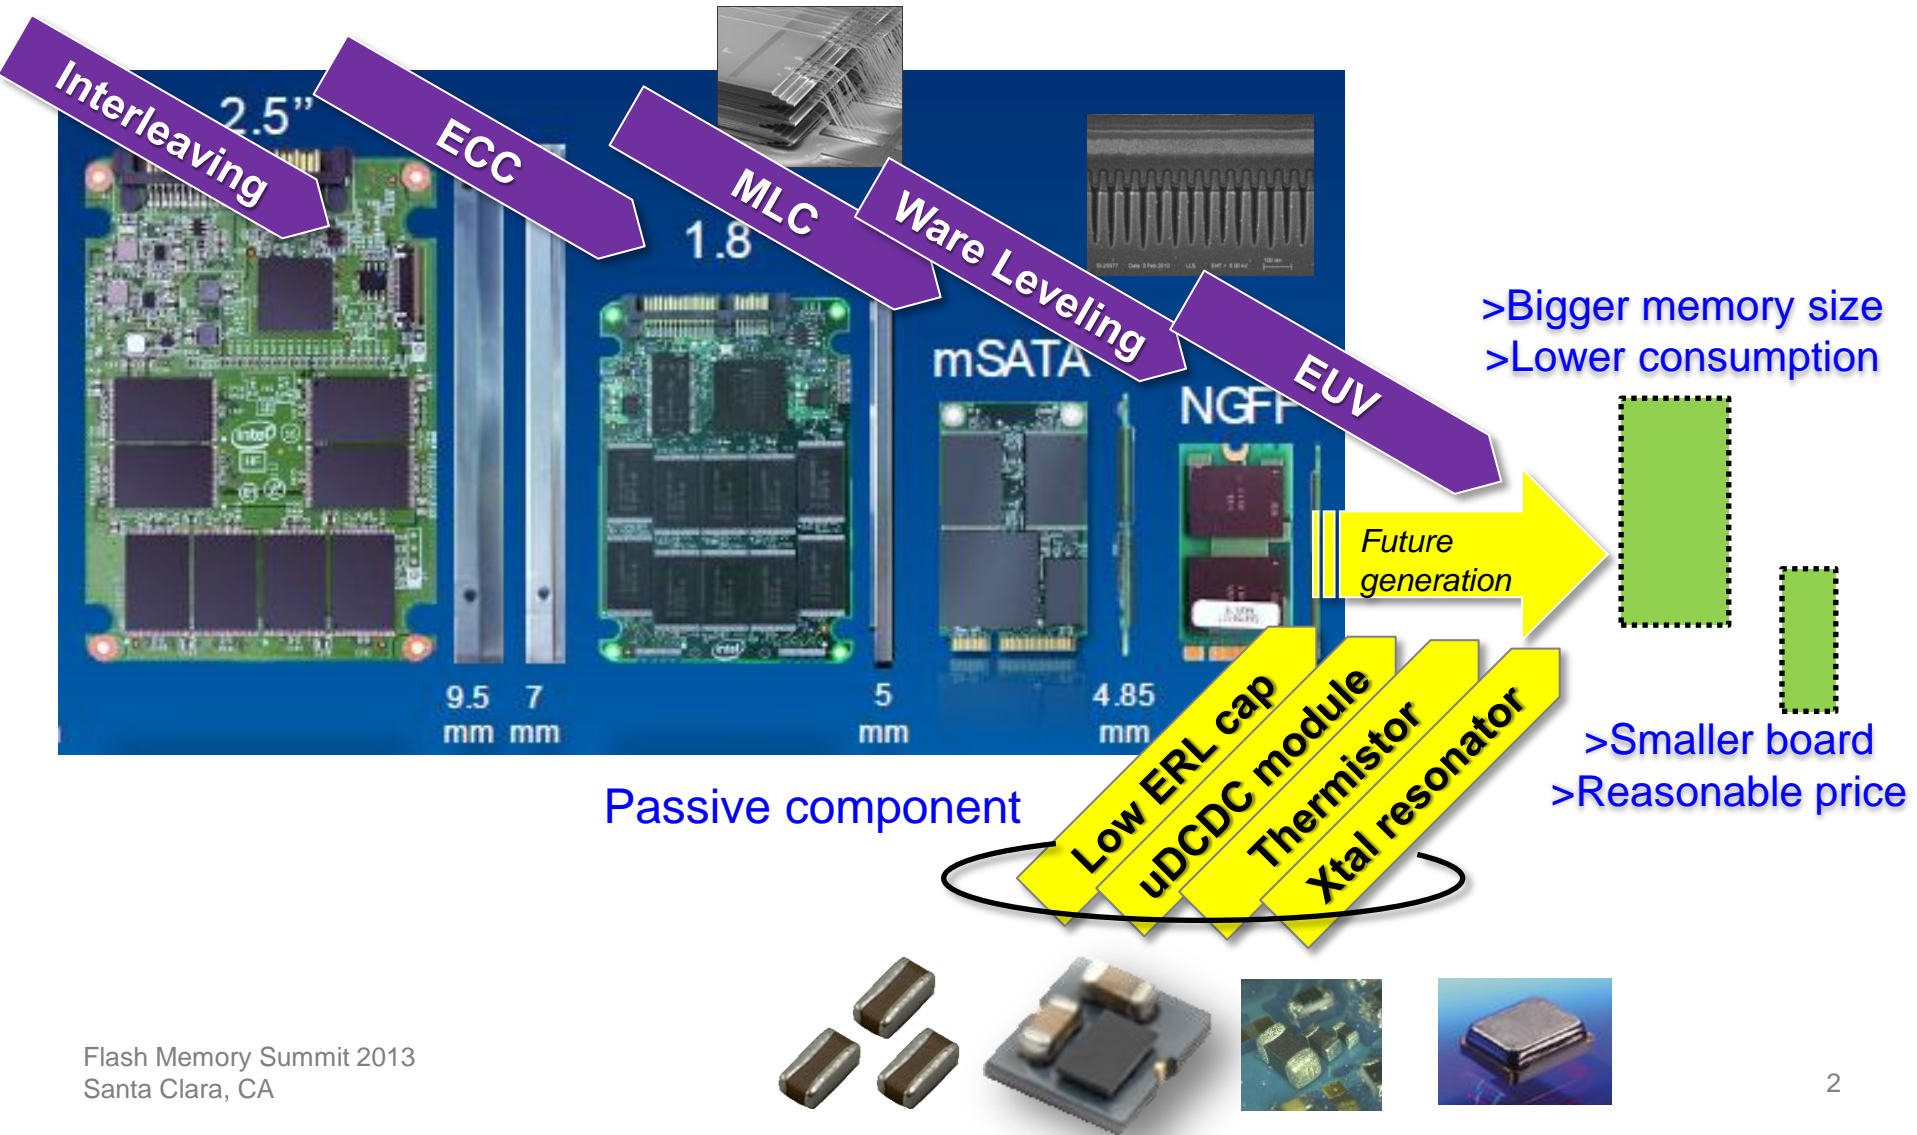 Interleaving
ECC
MLC
Ware Leveling
EUV
2.5”
1.8
mSATA
NGFF
intel
intel
9.5
mm
7
mm
5
mm
4.85
mm
>Bigger memory size
>Lower consumption
Future
generation
>Smaller board
>Reasonable price
Passive component
Low ERL cap
uDCDC module
Thermistor
Xtal resonator
Flash Memory Summit 2013
Santa Clara, CA
2